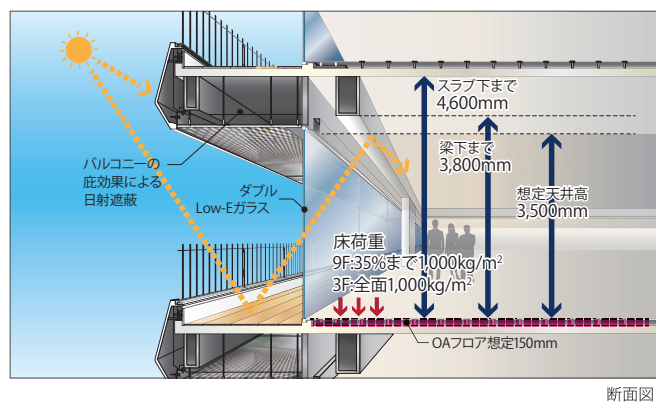 スラブ下まで
4,600mm
梁下まで
3,800mm
想定天井高
3,500mm
バルコニーの
庇効果による
日射遮蔽
ダブル
Low-Eガラス
床荷重
9F:35%まで1,000kg/m²
3F:全面1,000kg/m²
OAフロア想定150mm
断面図